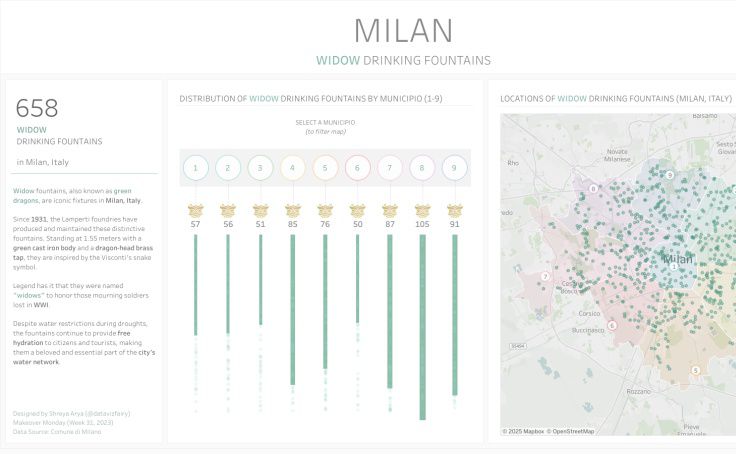 MILAN
WIDOW DRINKING FOUNTAINS
658
WIDOW
DRINKING FOUNTAINS
in Milan, Italy
Widow fountains, also known as green
dragons, are iconic fixtures in Milan, Italy.
Since 1931, the Lamperti foundries have
produced and maintained these distinctive
fountains. Standing at 1.55 meters with a
green cast iron body and a dragon-head brass
tap, they are inspired by the Visconti's snake
symbol.
Legend has it that they were named
"widows" to honor those mourning soldiers
lost in WWI.
Despite water restrictions during droughts,
the fountains continue to provide free
hydration to citizens and tourists, making
them a beloved and essential part of the city's
water network.
Designed by Shreya Arya (@datavizfairy)
Makeover Monday (Week 31, 2023)
Data Source: Comune di Milano
DISTRIBUTION OF WIDOW DRINKING FOUNTAINS BY MUNICIPIO (1-9)
SELECT A MUNICIPIO
(to filter map)
1 2 3 4 5 6 7 8 9
57 56 51 85 76 50 87 105 91
LOCATIONS OF WIDOW DRINKING FOUNTAINS (MILAN, ITALY)
Balsamo
Sesto S
Giovan
Novate
Milanese
Rho
9
8
Milan
1
7
Cesano
Boscone
Corsico
6
Buccinasco
5
Rozzano
Pieve
Emanuele
© 2025 Mapbox © OpenStreetMap